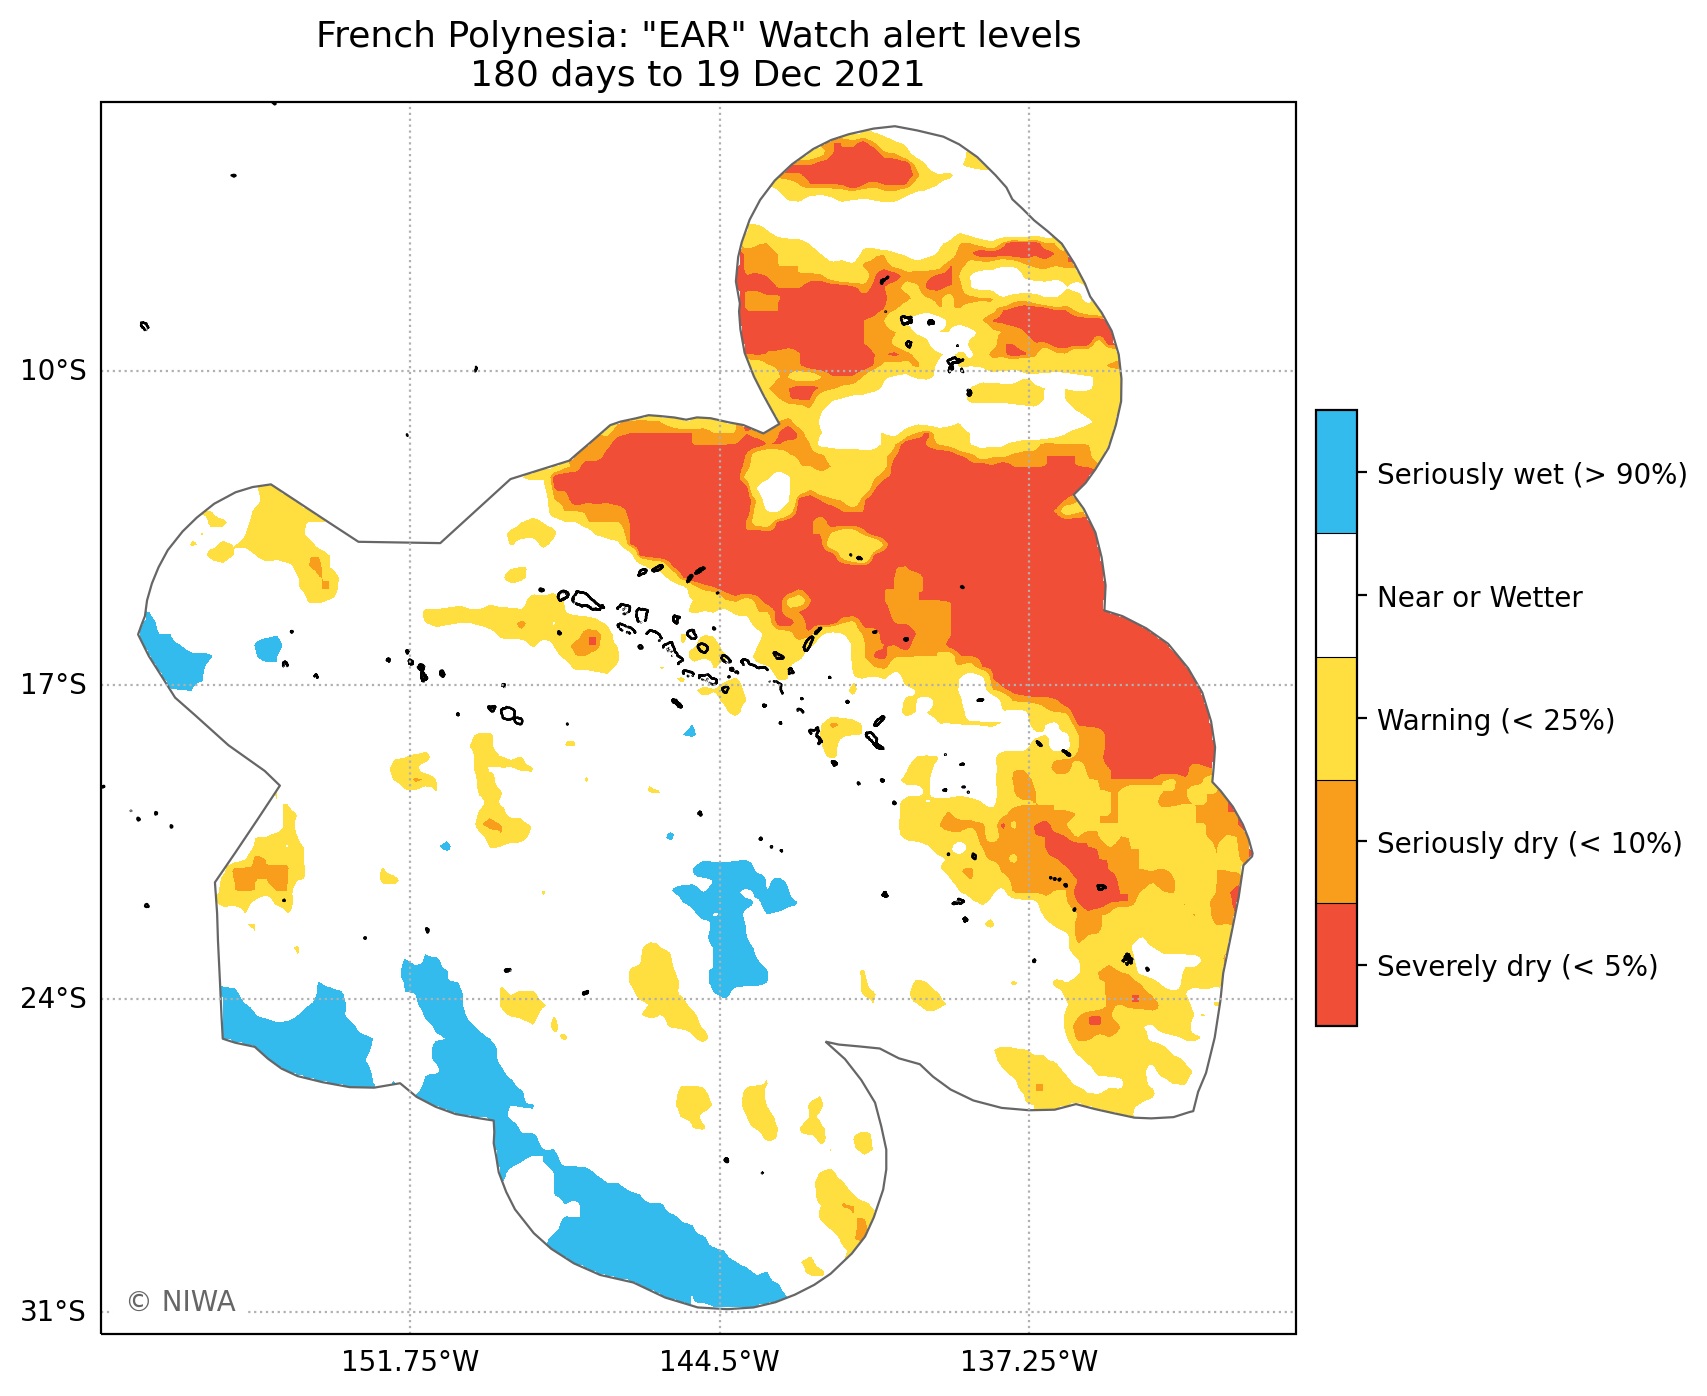 French Polynesia: "EAR" Watch alert levels
180 days to 19 Dec 2021
10°S
17°S
24°S
31°S
151.75°W
144.5°W
137.25°W
© NIWA
Seriously wet (> 90%)
Near or Wetter
Warning (< 25%)
Seriously dry (< 10%)
Severely dry (< 5%)